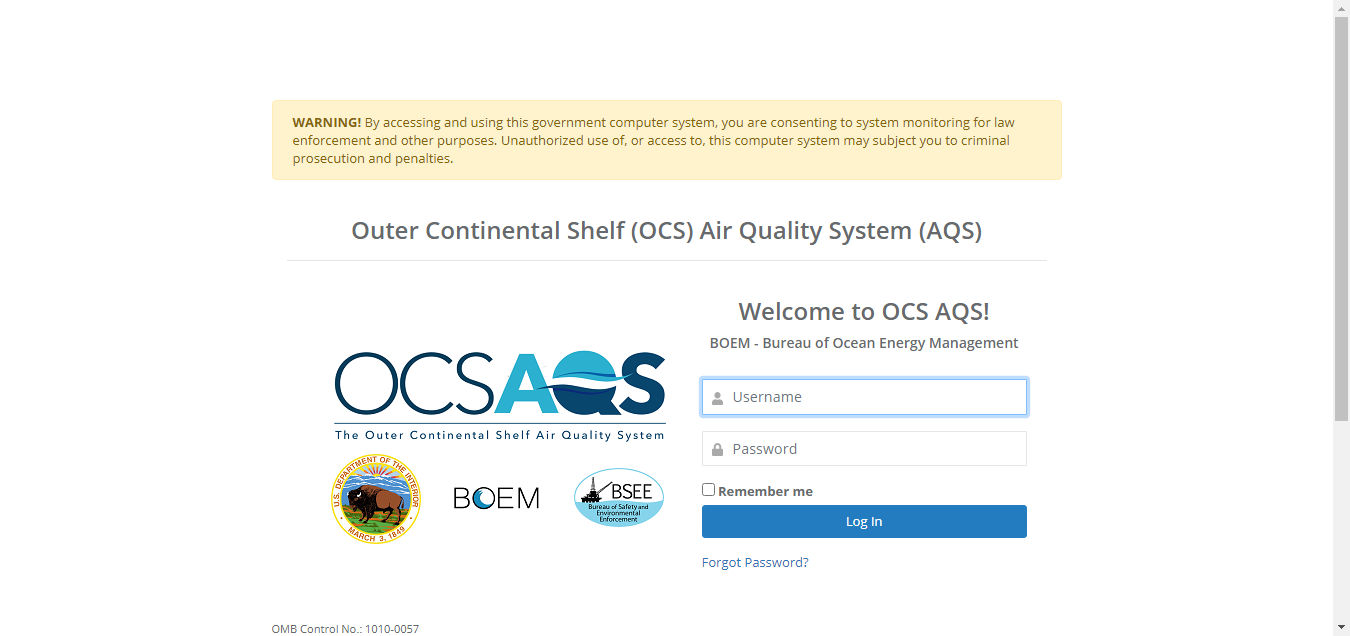 WARNING! By accessing and using this government computer system, you are consenting to system monitoring for law
enforcement and other purposes. Unauthorized use of, or access to, this computer system may subject you to criminal
prosecution and penalties.
Outer Continental Shelf (OCS) Air Quality System (AQS)
OCSAQS
The Outer Continental Shelf Air Quality System
U.S. DEPARTMENT OF THE INTERIOR
MARCH 3, 1849
BOEM
BSEE
Bureau of Safety and
Environmental
Enforcement
Welcome to OCS AQS!
BOEM - Bureau of Ocean Energy Management
Username
Password
Remember me
Log In
Forgot Password?
OMB Control No.: 1010-0057